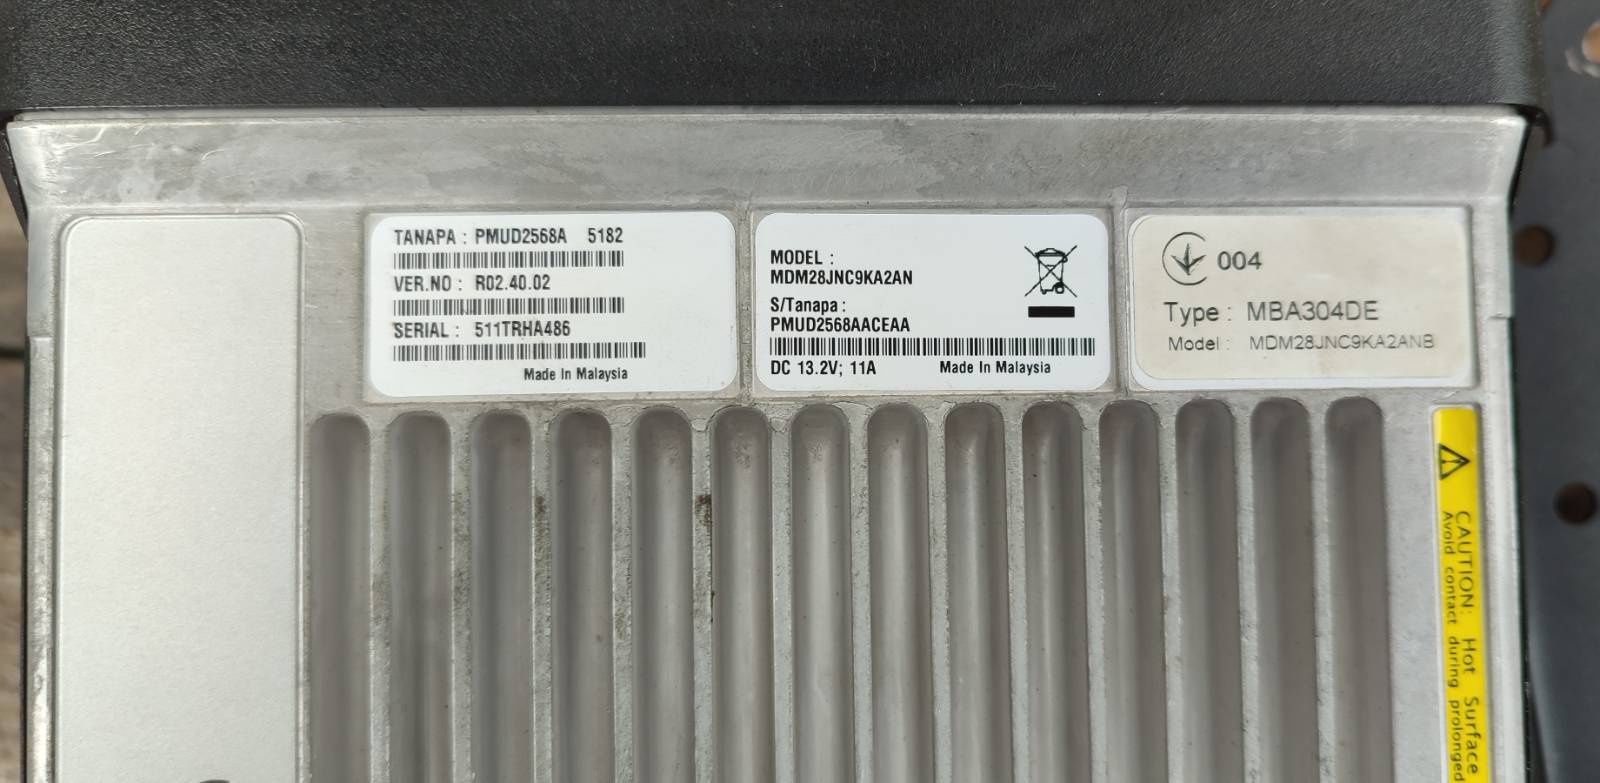 TANAPA : PMUD2568A 5182
VER.NO : R02.40.02
SERIAL : 511TRHA486
Made In Malaysia
MODEL :
MDM28JNC9KA2AN
S/Tanapa :
PMUD2568AACEAA
DC 13.2V; 11A Made In Malaysia
004
Type : MBA304DE
Model : MDM28JNC9KA2ANB
CAUTION: Hot Surface
Avoid contact during prolonged